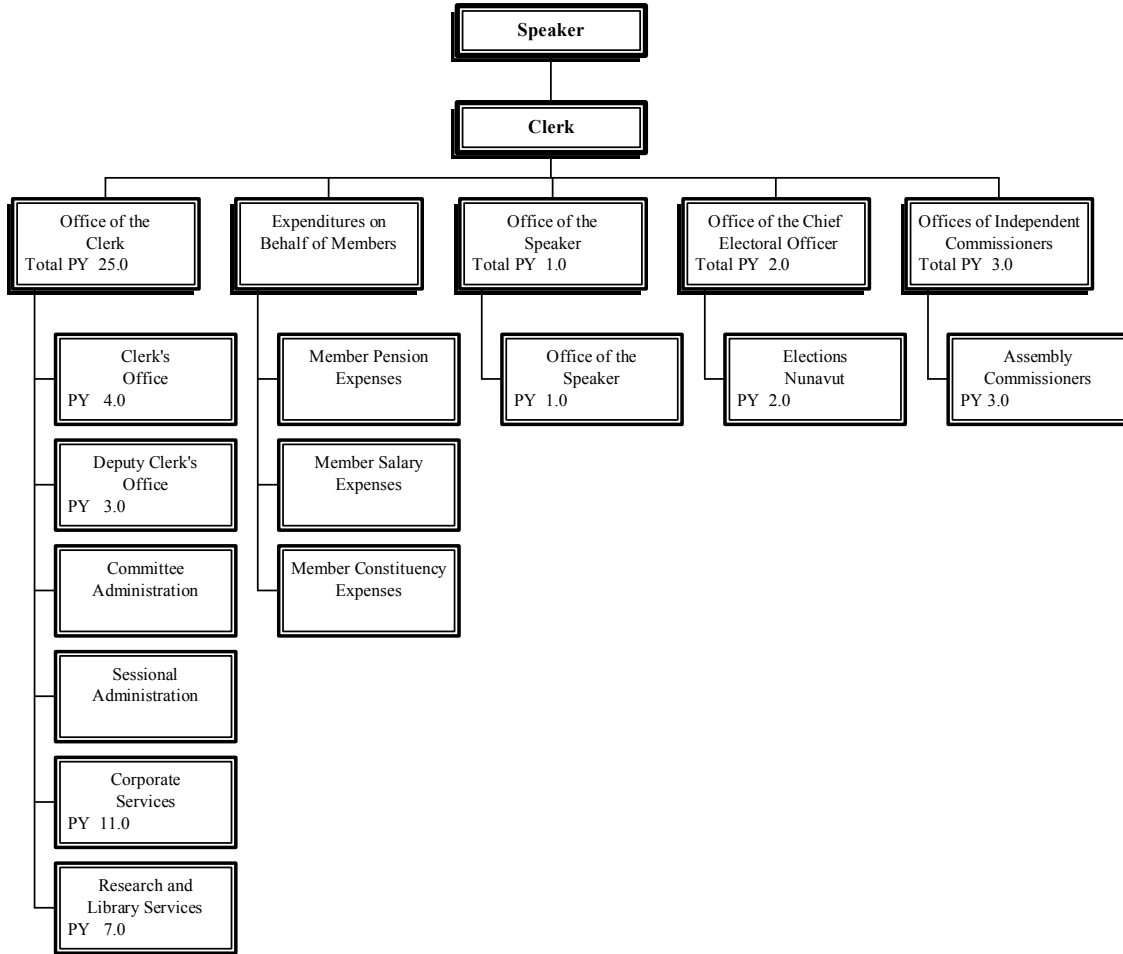 Speaker
Clerk
Office of the
Clerk
Total PY 25.0
Expenditures on
Behalf of Members
Office of the
Speaker
Total PY 1.0
Office of the Chief
Electoral Officer
Total PY 2.0
Offices of Independent
Commissioners
Total PY 3.0
Clerk's
Office
PY 4.0
Deputy Clerk's
Office
PY 3.0
Committee
Administration
Sessional
Administration
Corporate
Services
PY 11.0
Research and
Library Services
PY 7.0
Member Pension
Expenses
Member Salary
Expenses
Member Constituency
Expenses
Office of the
Speaker
PY 1.0
Elections
Nunavut
PY 2.0
Assembly
Commissioners
PY 3.0